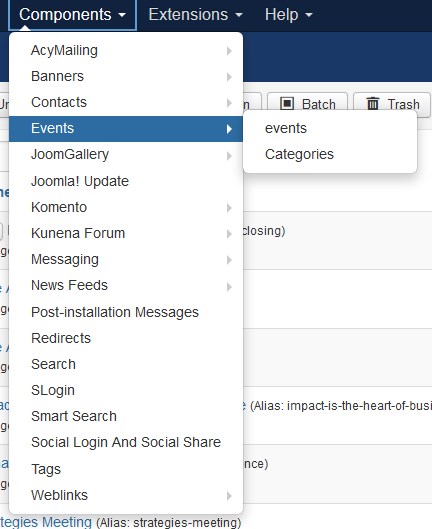 Components Extensions Help
AcyMailing
Banners
Contacts
Batch Trash
Events
events
JoomGallery
Categories
Joomla! Update
Komento
Kunena Forum
closing)
Messaging
News Feeds
Post-installation Messages
Redirects
Search
SLogin
Smart Search
(Alias: impact-is-the-heart-of-busi
Social Login And Social Share
Tags
nce)
Weblinks
tegies Meeting (Alias: strategies-meeting)